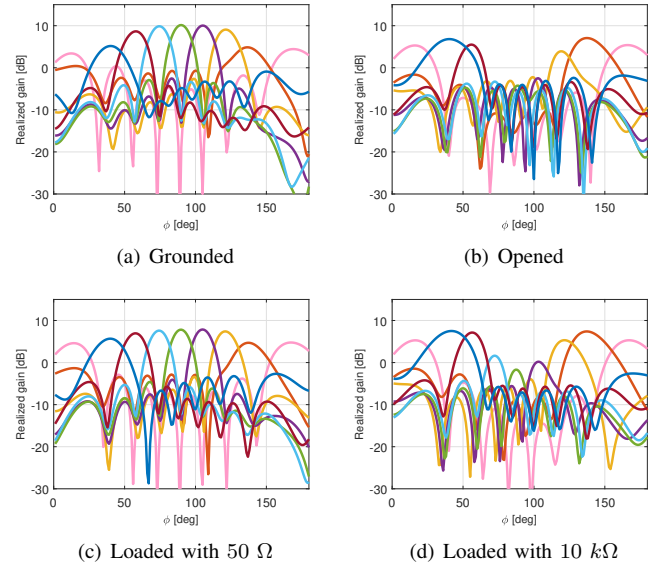 10
0
-10
-20
-30
Realized gain [dB]
0 50 100 150
ϕ [deg]
(a) Grounded
10
0
-10
-20
-30
Realized gain [dB]
0 50 100 150
ϕ [deg]
(b) Opened
10
0
-10
-20
-30
Realized gain [dB]
0 50 100 150
ϕ [deg]
(c) Loaded with 50 Ω
10
0
-10
-20
-30
Realized gain [dB]
0 50 100 150
ϕ [deg]
(d) Loaded with 10 kΩ